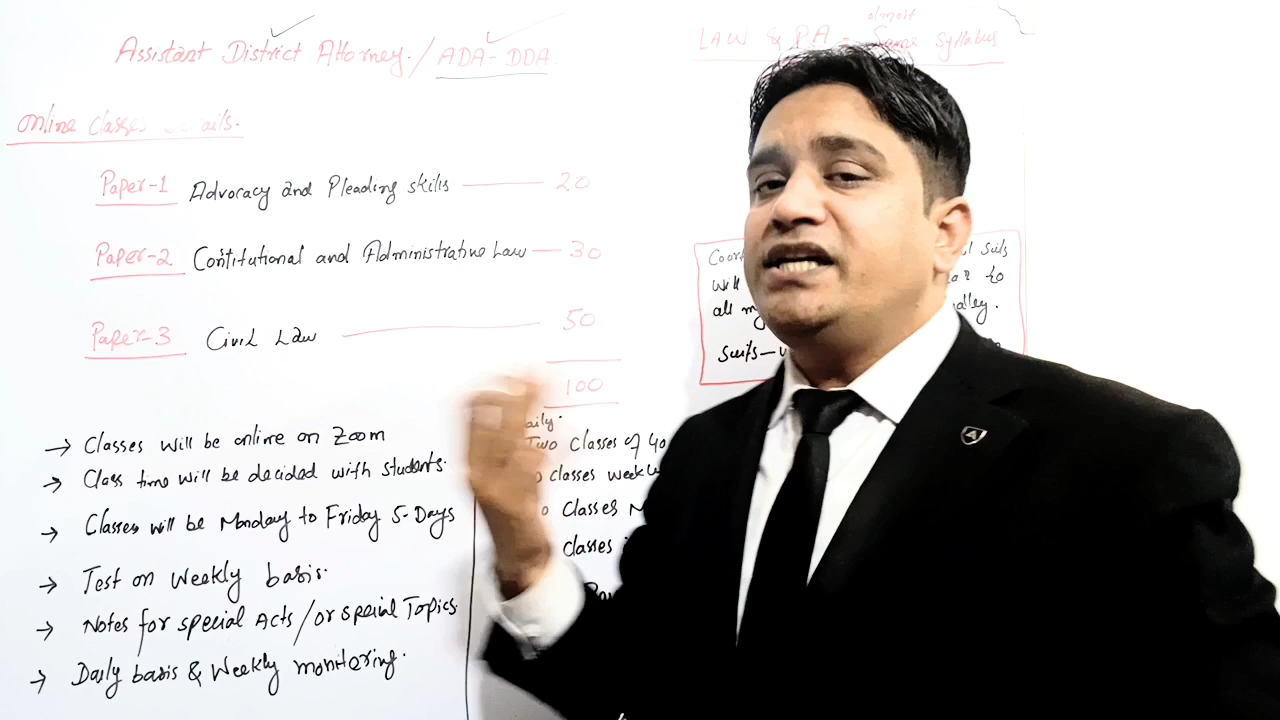 Assistant District Attorney. / ADA - DDA
almost
LAW & P.A = Same Syllabus
Online Classes
Paper-1 Advocacy and Pleading skills — 20
Paper-2 Contitutional and Administrative Law — 30
Paper-3 Civil Law — 50
100
→ Classes will be online on Zoom
→ Class time will be decided with students.
→ Classes will be Monday to Friday 5-Days
→ Test on Weekly basis.
→ Notes for special Acts / or special Topics.
→ Daily basis & Weekly monitoring.
Two Classes of 40
classes weekly
Classes
classes
Will
all
Suits
A